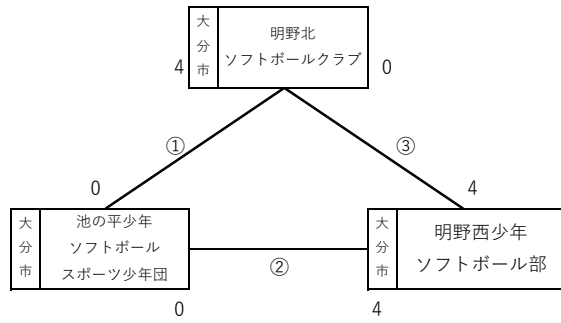 大分市
明野北
ソフトボールクラブ
4
0
①
③
0
4
大分市
池の平少年
ソフトボール
スポーツ少年団
②
大分市
明野西少年
ソフトボール部
0
4